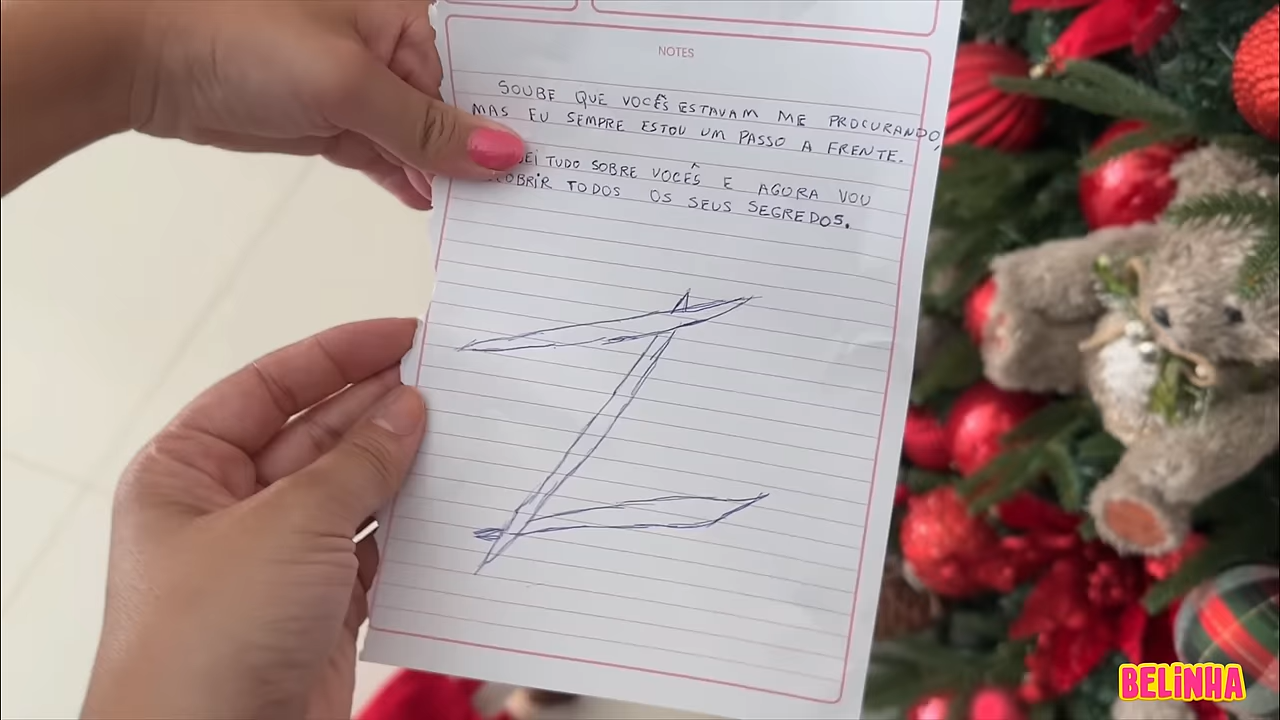 NOTES
SOUBE QUE VOCÊS ESTAVAM ME PROCURANDO,
MAS EU SEMPRE ESTOU UM PASSO A FRENTE.
TUDO SOBRE VOCÊS E AGORA VOU
TODOS OS SEUS SEGREDOS.
Z
BELiNHA